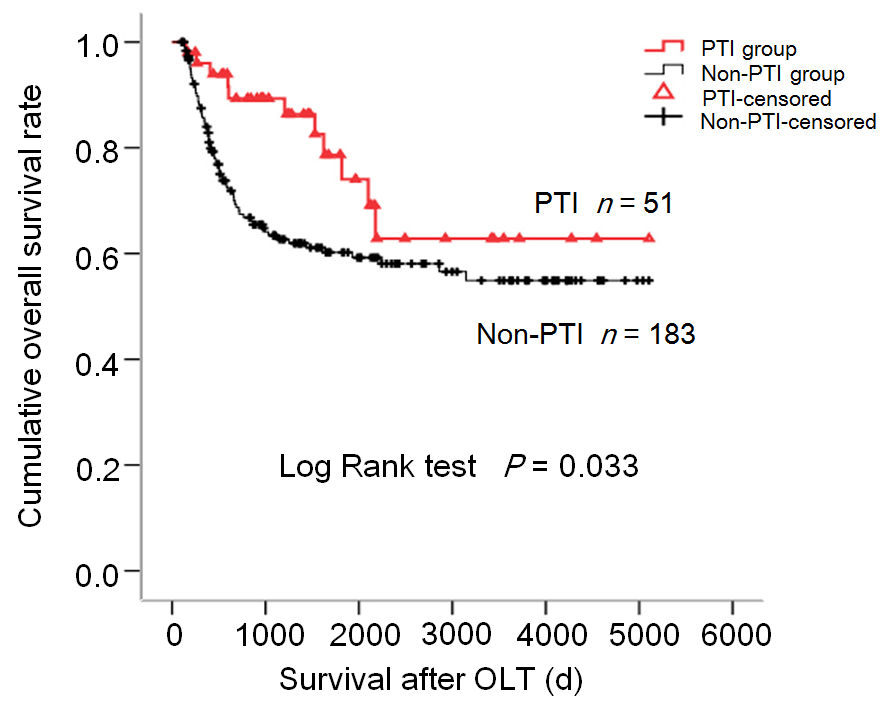 PTI group
Non-PTI group
PTI-censored
Non-PTI-censored
Cumulative overall survival rate
1.0
0.8
0.6
0.4
0.2
0.0
PTI n = 51
Non-PTI n = 183
Log Rank test P = 0.033
0 1000 2000 3000 4000 5000 6000
Survival after OLT (d)